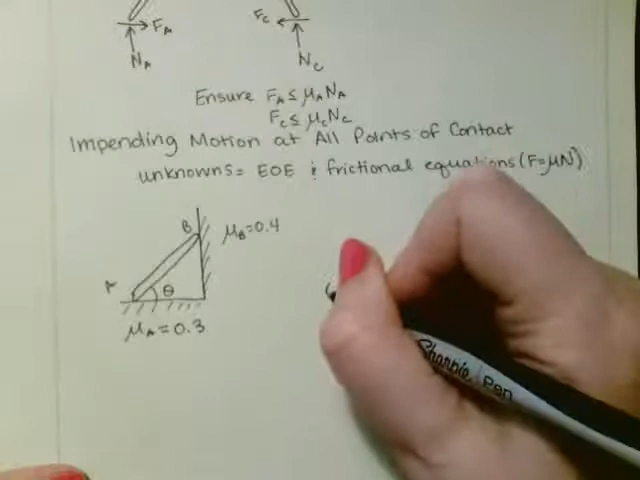 F_A
F_C
N_A
N_C
Ensure F_A ≤ μ_A N_A
F_C ≤ μ_C N_C
Impending Motion at All Points of Contact
unknowns = EOE & frictional equations (F=μN)
B
μ_B = 0.4
A
θ
μ_A = 0.3
Sharpie Pen